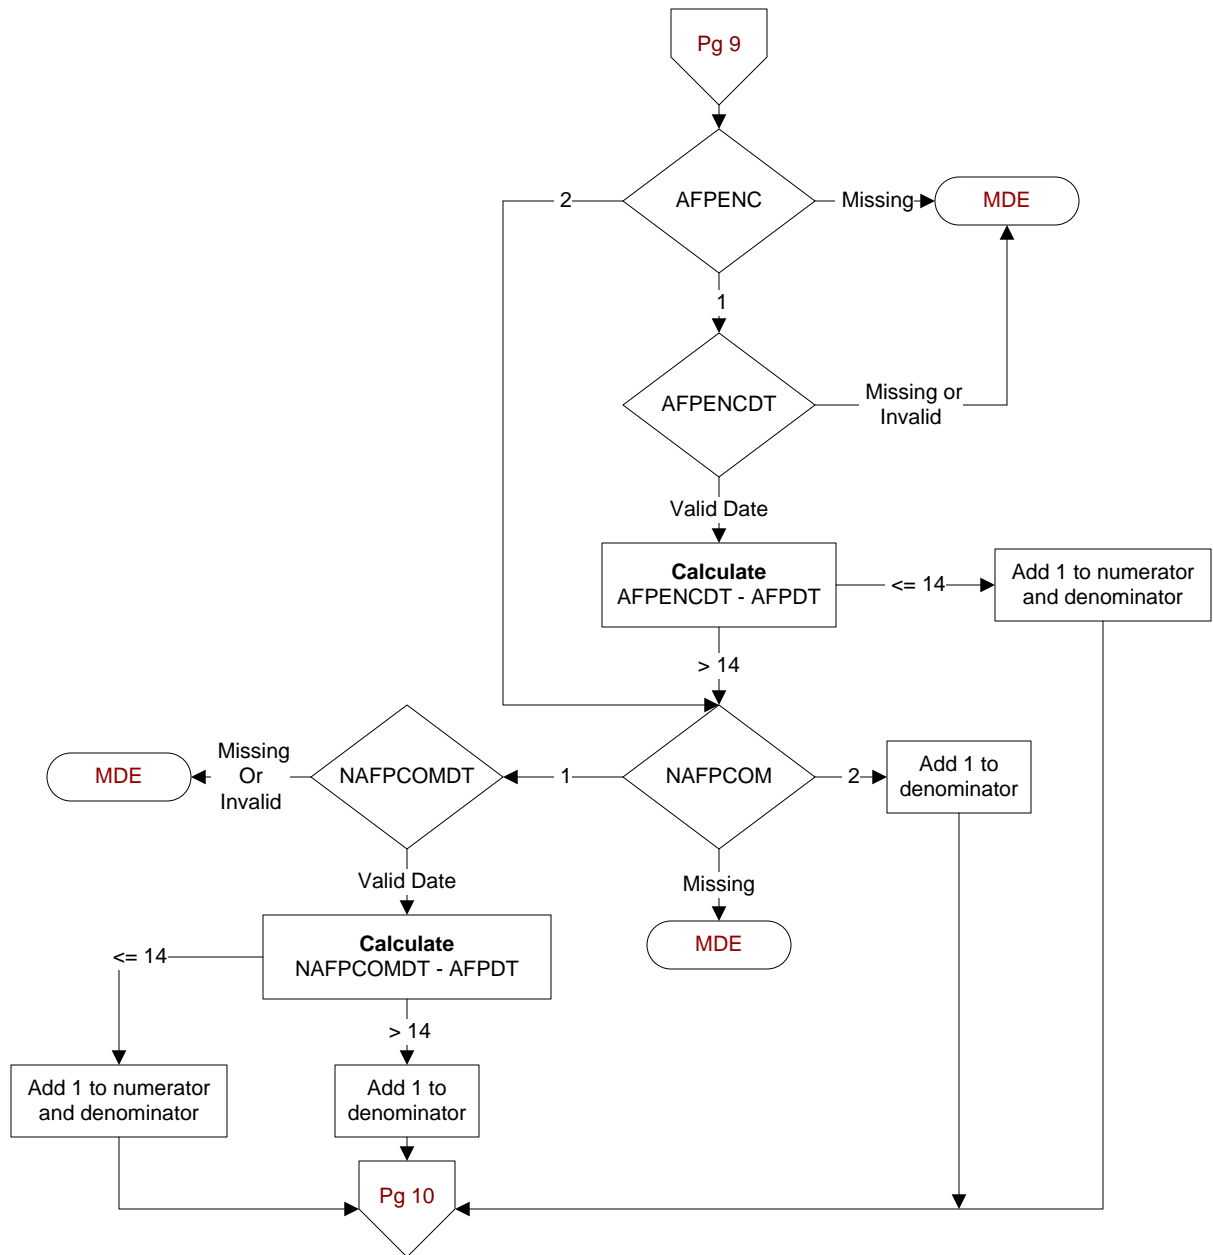 Pg 9
AFPENC
2
Missing
MDE
1
AFPENCDT
Missing or
Invalid
Valid Date
Calculate
AFPENCDT - AFPDT
<= 14
Add 1 to numerator
and denominator
> 14
NAFPCOM
1
NAFPCOMDT
Missing
Or
Invalid
MDE
2
Add 1 to
denominator
Missing
MDE
Valid Date
Calculate
NAFPCOMDT - AFPDT
<= 14
> 14
Add 1 to numerator
and denominator
Add 1 to
denominator
Pg 10